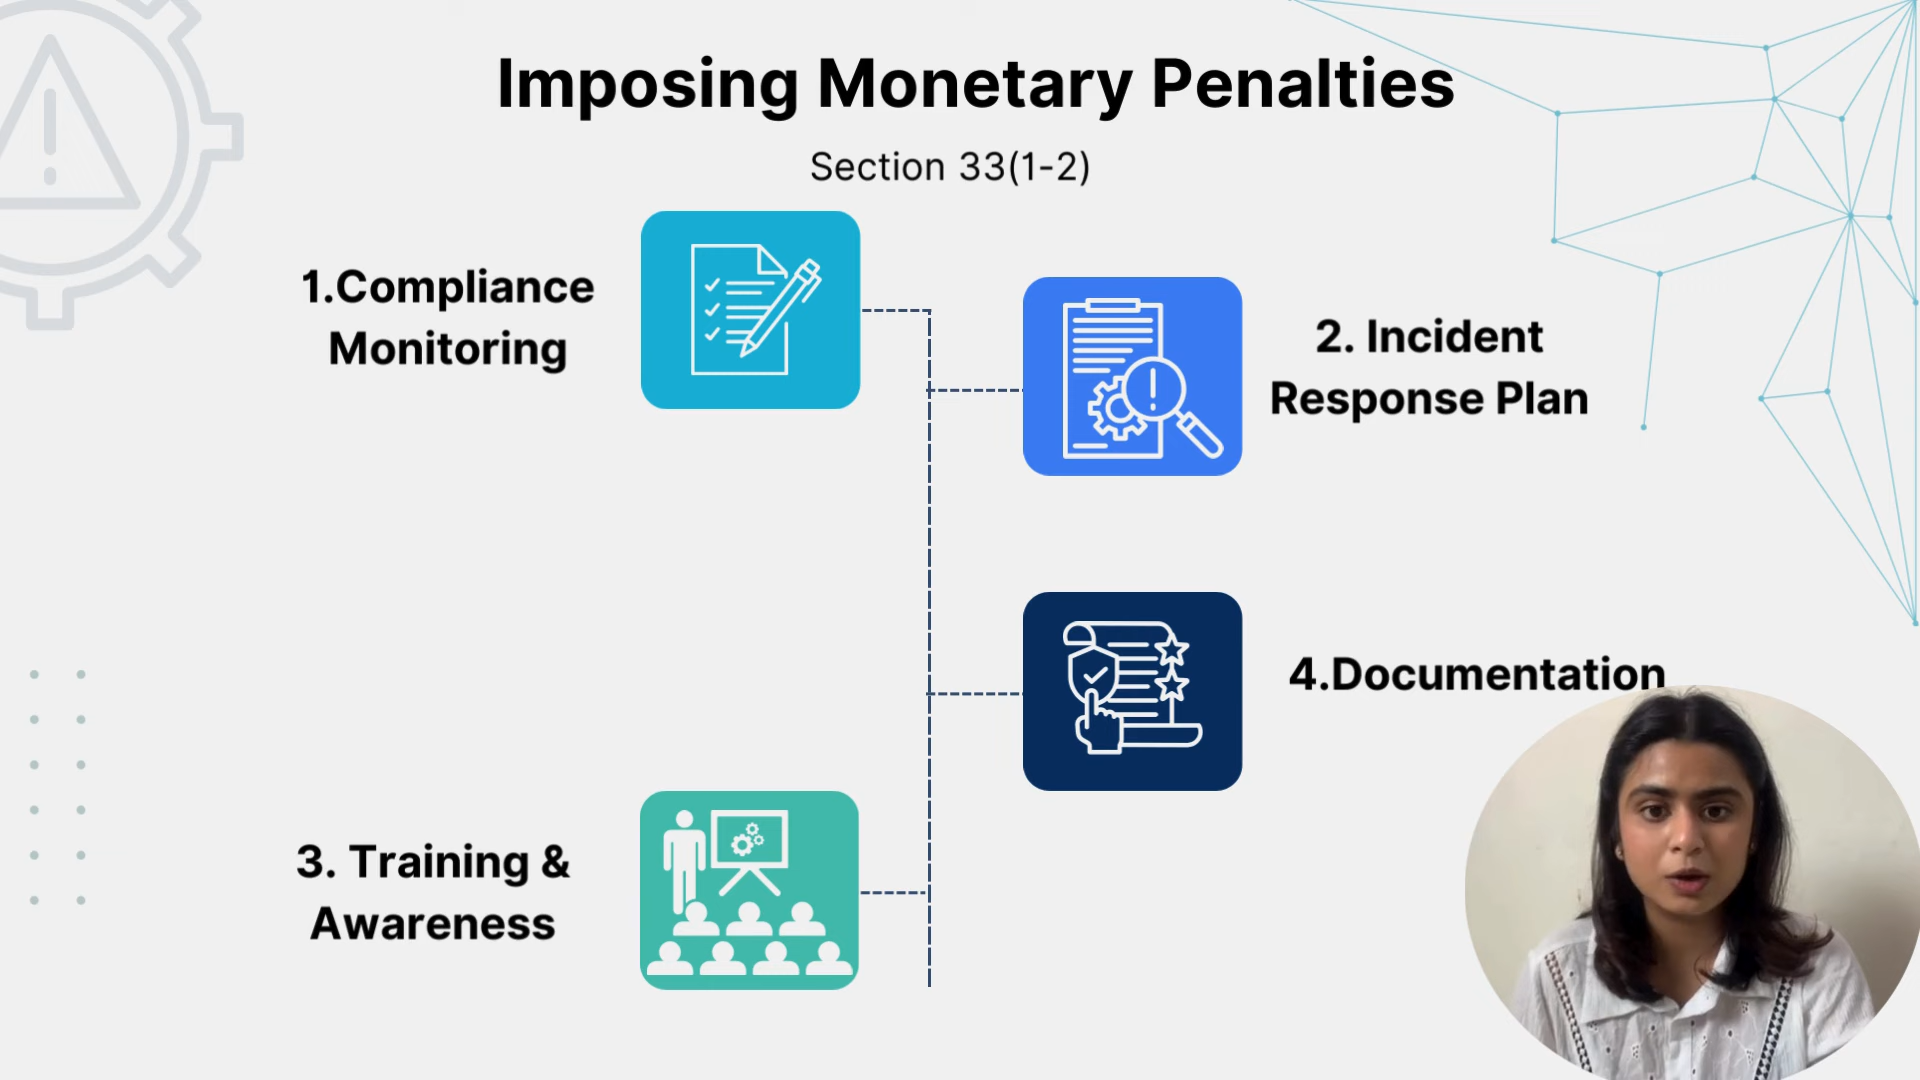 Imposing Monetary Penalties
Section 33(1-2)
1.Compliance
Monitoring
2. Incident
Response Plan
3. Training &
Awareness
4.Documentation